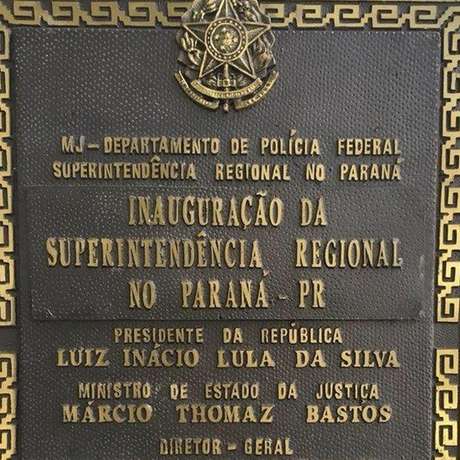 MJ-DEPARTAMENTO DE POLÍCIA FEDERAL
SUPERINTENDÊNCIA REGIONAL NO PARANÁ
INAUGURAÇÃO DA
SUPERINTENDÊNCIA REGIONAL
NO PARANÁ - PR
PRESIDENTE DA REPÚBLICA
LUIZ INÁCIO LULA DA SILVA
MINISTRO DE ESTADO DA JUSTIÇA
MÁRCIO THOMAZ BASTOS
DIRETOR-GERAL